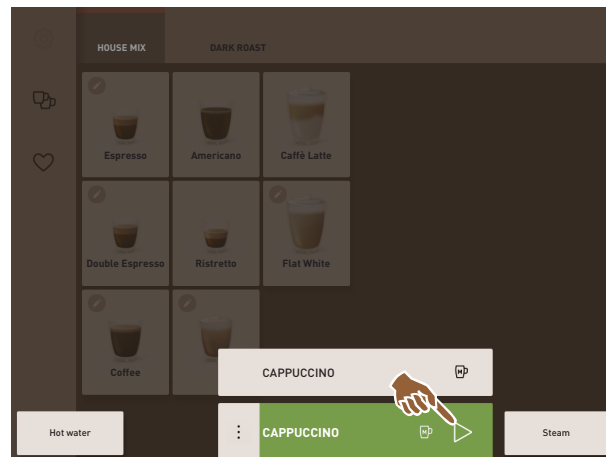 HOUSE MIX
DARK ROAST
Espresso
Americano
Caffè Latte
Double Espresso
Ristretto
Flat White
Coffee
CAPPUCCINO
M
Hot water
CAPPUCCINO
M
Steam